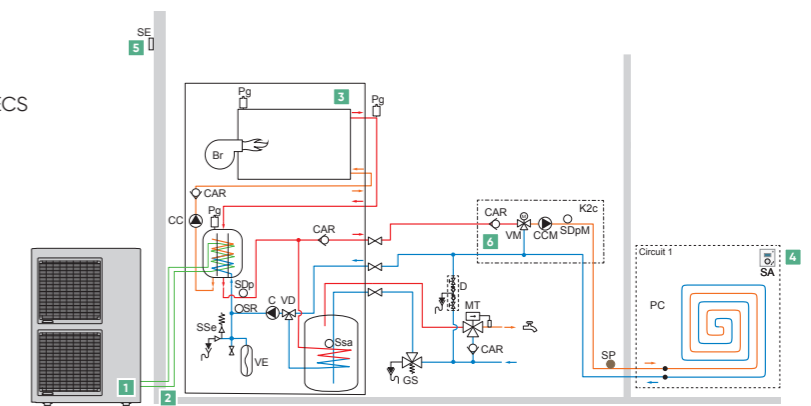 SE
5
ECS
Pg
3
Pg
Br
CAR
CC
Pg
CAR
CAR
K2c
6
VM
M
CCM
SDpM
Circuit 1
4
SA
SDp
D
PC
C
VD
SR
MT
SSe
Ssa
CAR
SP
VE
GS
1
2